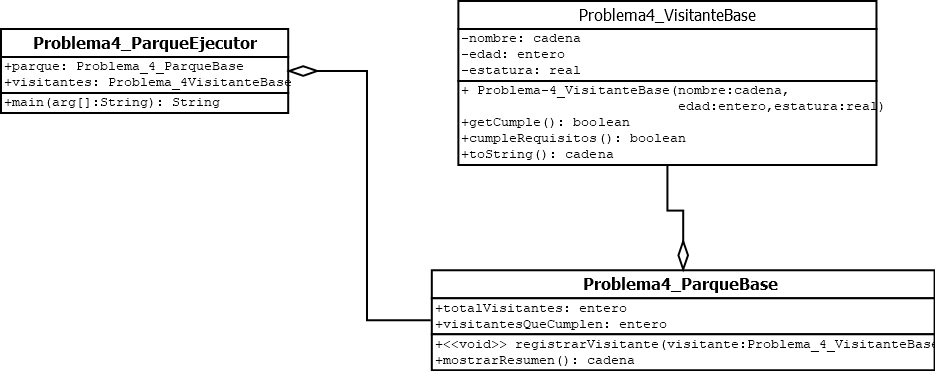 Problema4_ParqueEjecutor
+parque: Problema_4_ParqueBase
+visitantes: Problema_4VisitanteBase
+main(arg[]:String): String
Problema4_VisitanteBase
-nombre: cadena
-edad: entero
-estatura: real
+ Problema-4_VisitanteBase(nombre:cadena,
edad:entero,estatura:real)
+getCumple(): boolean
+cumpleRequisitos(): boolean
+toString(): cadena
Problema4_ParqueBase
+totalVisitantes: entero
+visitantesQueCumplen: entero
+<<void>> registrarVisitante(visitante:Problema_4_VisitanteBase
+mostrarResumen(): cadena